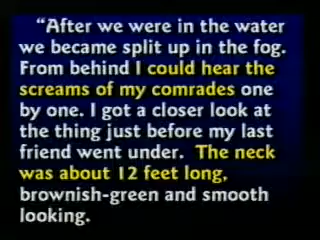 “After we were in the water
we became split up in the fog.
From behind I could hear the
screams of my comrades one
by one. I got a closer look at
the thing just before my last
friend went under.  The neck
was about 12 feet long,
brownish-green and smooth
looking.